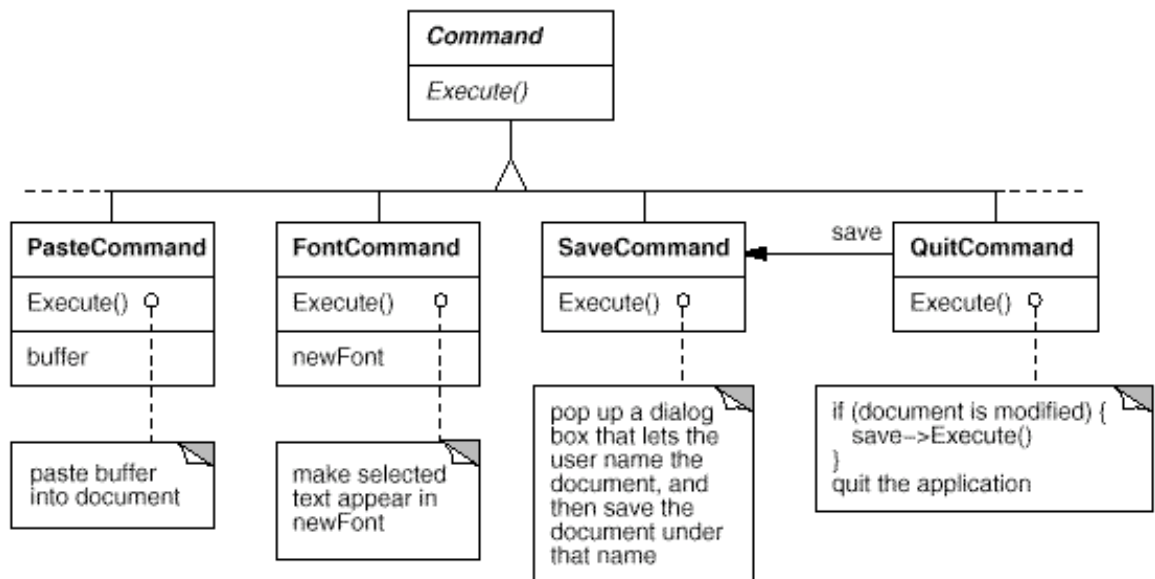 Command
Execute()
PasteCommand
Execute()
buffer
paste buffer
into document
FontCommand
Execute()
newFont
make selected
text appear in
newFont
SaveCommand
Execute()
pop up a dialog
box that lets the
user name the
document, and
then save the
document under
that name
save
QuitCommand
Execute()
if (document is modified) {
save->Execute()
}
quit the application